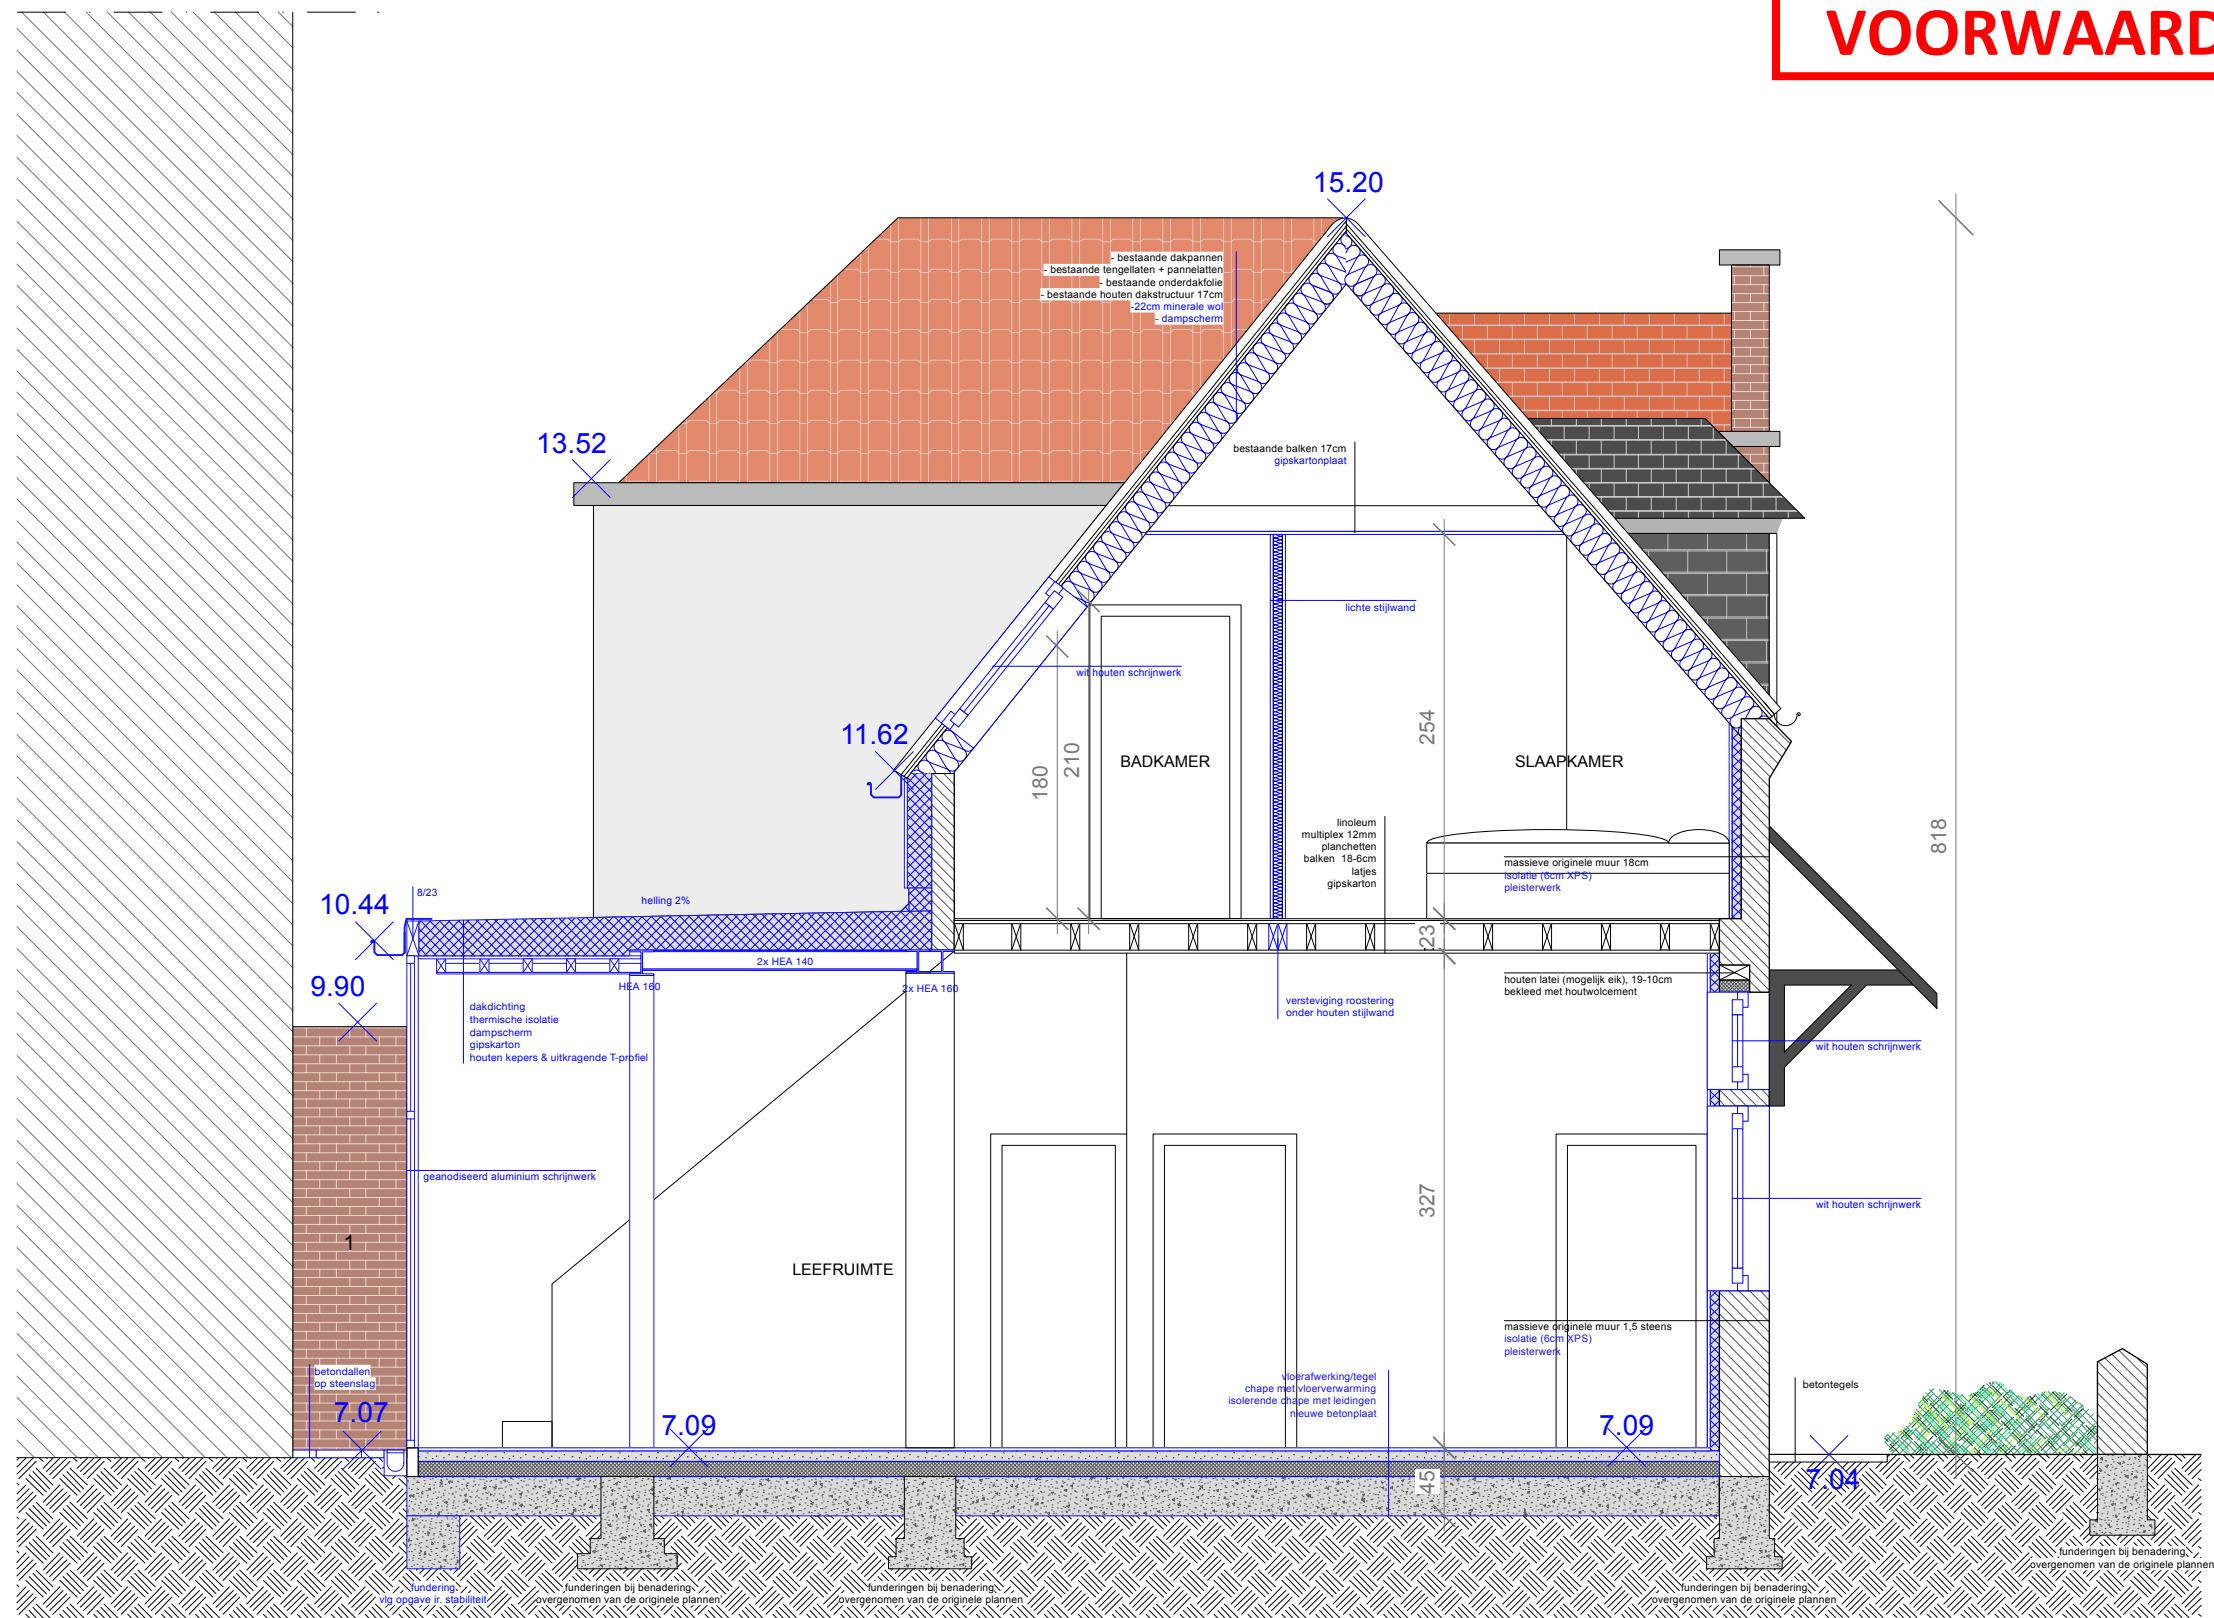 VOORWAARD
15.20
- bestaande dakpannen
- bestaande tengellaten + pannelatten
- bestaande onderdakfolie
- bestaande houten dakstructuur 17cm
-22cm minerale wol
- dampscherm
13.52
bestaande balken 17cm
gipskartonplaat
lichte stijlwand
wit houten schrijnwerk
11.62
254
210
180
BADKAMER
SLAAPKAMER
818
linoleum
multiplex 12mm
planchetten
balken 18-6cm
latjes
gipskarton
massieve originele muur 18cm
isolatie (6cm XPS)
pleisterwerk
8/23
10.44
helling 2%
23
2x HEA 140
HEA 160
2x HEA 160
9.90
houten latei (mogelijk eik), 19-10cm
bekleed met houtwolcement
versteviging roostering
onder houten stijlwand
dakdichting
thermische isolatie
dampscherm
gipskarton
houten kepers & uitkragende T-profiel
wit houten schrijnwerk
geanodiseerd aluminium schrijnwerk
327
wit houten schrijnwerk
1
LEEFRUIMTE
massieve originele muur 1,5 steens
isolatie (6cm XPS)
pleisterwerk
betondallen
op steenslag
vloerafwerking/tegel
chape met vloerverwarming
isolerende chape met leidingen
nieuwe betonplaat
betontegels
7.07
7.09
7.09
7.04
45
fundering
vlg opgave ir. stabiliteit
funderingen bij benadering,
overgenomen van de originele plannen
funderingen bij benadering,
overgenomen van de originele plannen
funderingen bij benadering,
overgenomen van de originele plannen
funderingen bij benadering,
overgenomen van de originele plannen